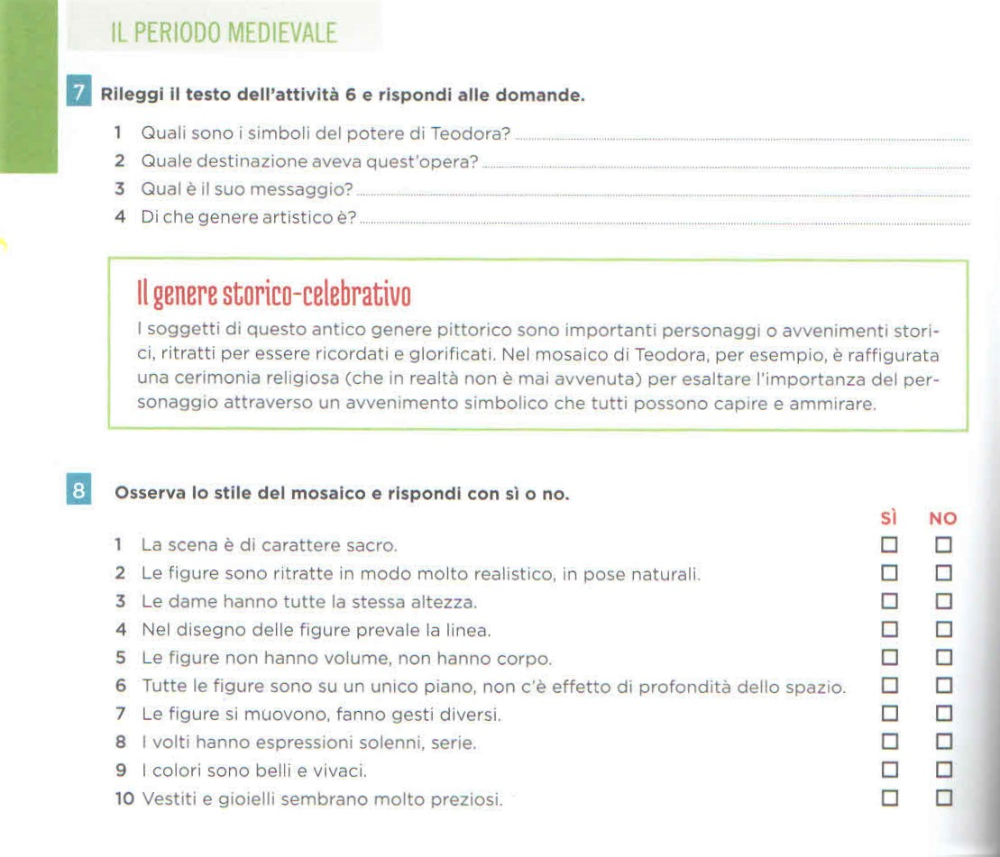 IL PERIODO MEDIEVALE
7 Rileggi il testo dell'attività 6 e rispondi alle domande.
1 Quali sono i simboli del potere di Teodora?
2 Quale destinazione aveva quest'opera?
3 Qual è il suo messaggio?
4 Di che genere artistico è?
Il genere storico-celebrativo
I soggetti di questo antico genere pittorico sono importanti personaggi o avvenimenti stori-
ci, ritratti per essere ricordati e glorificati. Nel mosaico di Teodora, per esempio, è raffigurata
una cerimonia religiosa (che in realtà non è mai avvenuta) per esaltare l'importanza del per-
sonaggio attraverso un avvenimento simbolico che tutti possono capire e ammirare.
8 Osserva lo stile del mosaico e rispondi con sì o no.
SÌ NO
1 La scena è di carattere sacro.
2 Le figure sono ritratte in modo molto realistico, in pose naturali.
3 Le dame hanno tutte la stessa altezza.
4 Nel disegno delle figure prevale la linea.
5 Le figure non hanno volume, non hanno corpo.
6 Tutte le figure sono su un unico piano, non c'è effetto di profondità dello spazio.
7 Le figure si muovono, fanno gesti diversi.
8 I volti hanno espressioni solenni, serie.
9 I colori sono belli e vivaci.
10 Vestiti e gioielli sembrano molto preziosi.